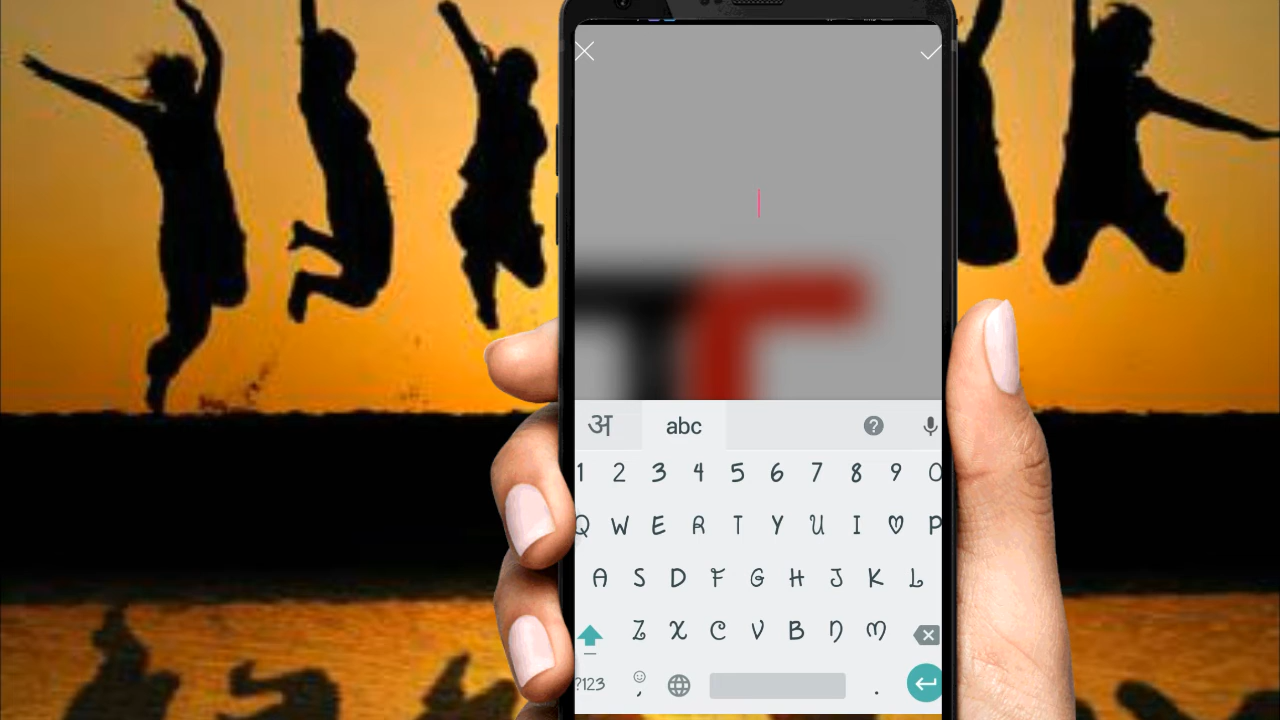 अ abc
1 2 3 4 5 6 7 8 9 0
Q W E R T Y U I ♡ P
A S D F G H J K L
Z X C V B N M
?123 , .